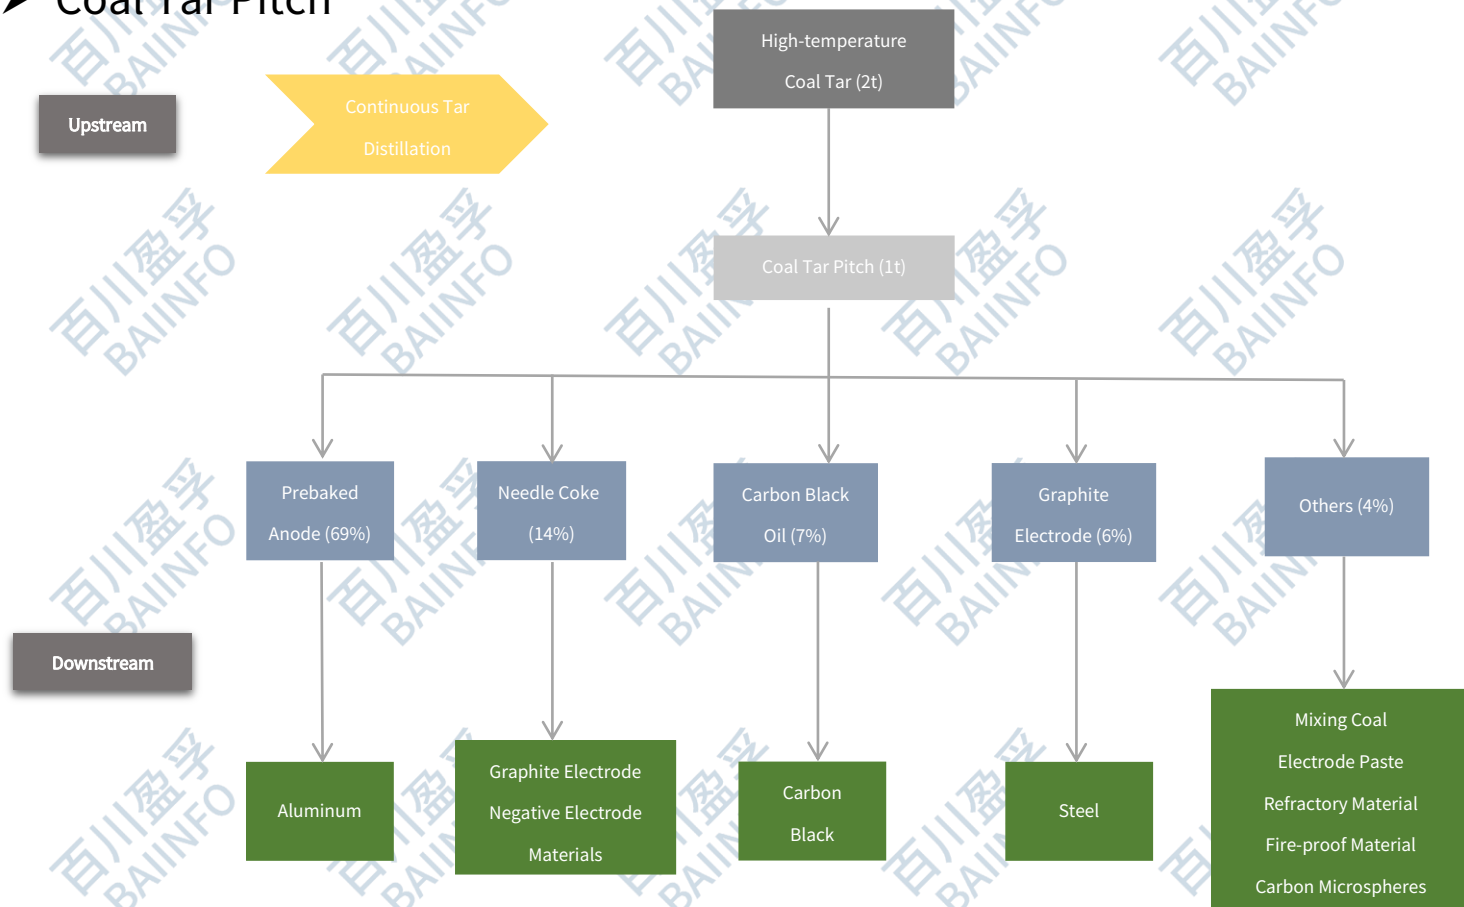 Coal Tar Pitch
High-temperature
Coal Tar (2t)
Upstream
Continuous Tar
Distillation
Coal Tar Pitch (1t)
Prebaked
Anode (69%)
Needle Coke
(14%)
Carbon Black
Oil (7%)
Graphite
Electrode (6%)
Others (4%)
Downstream
Aluminum
Graphite Electrode
Negative Electrode
Materials
Carbon
Black
Steel
Mixing Coal
Electrode Paste
Refractory Material
Fire-proof Material
Carbon Microspheres
百川盈孚
BAIINFO